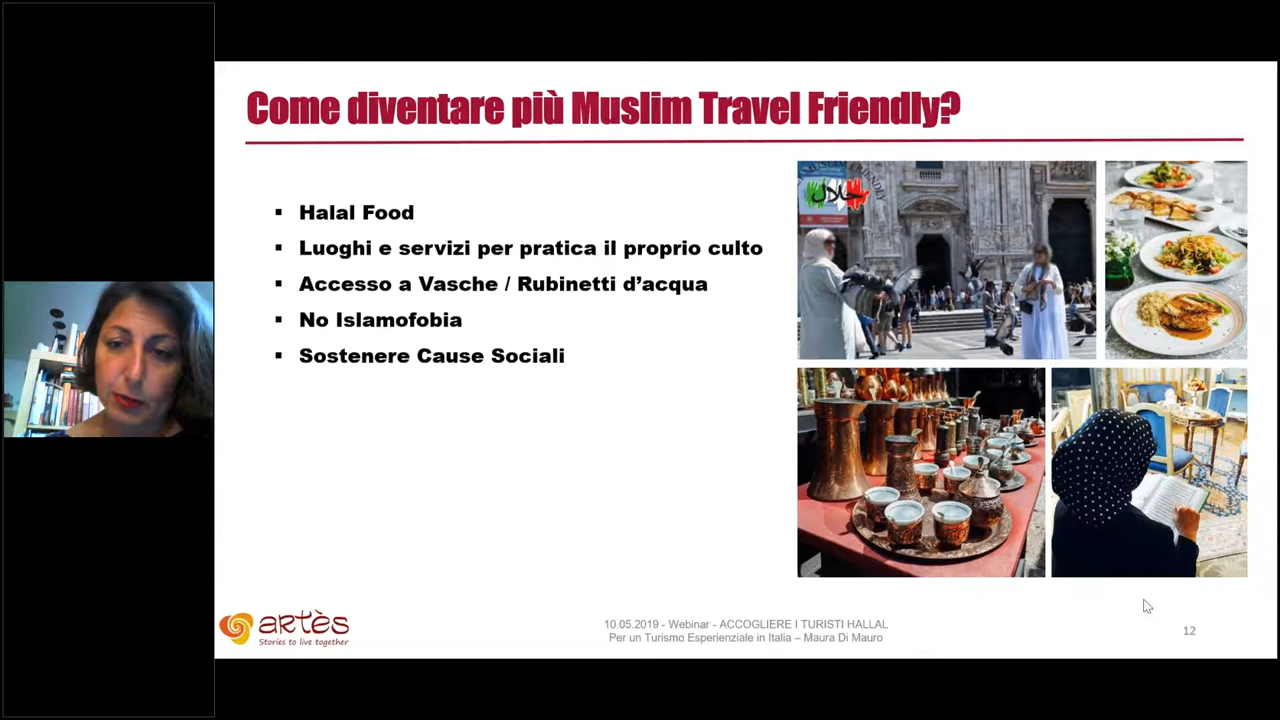 Come diventare più Muslim Travel Friendly?
Halal Food
Luoghi e servizi per pratica il proprio culto
Accesso a Vasche / Rubinetti d’acqua
No Islamofobia
Sostenere Cause Sociali
FRIENDLY
حلال
artès
Stories to live together
10.05.2019 - Webinar - ACCOGLIERE I TURISTI HALLAL
Per un Turismo Esperienziale in Italia – Maura Di Mauro
12